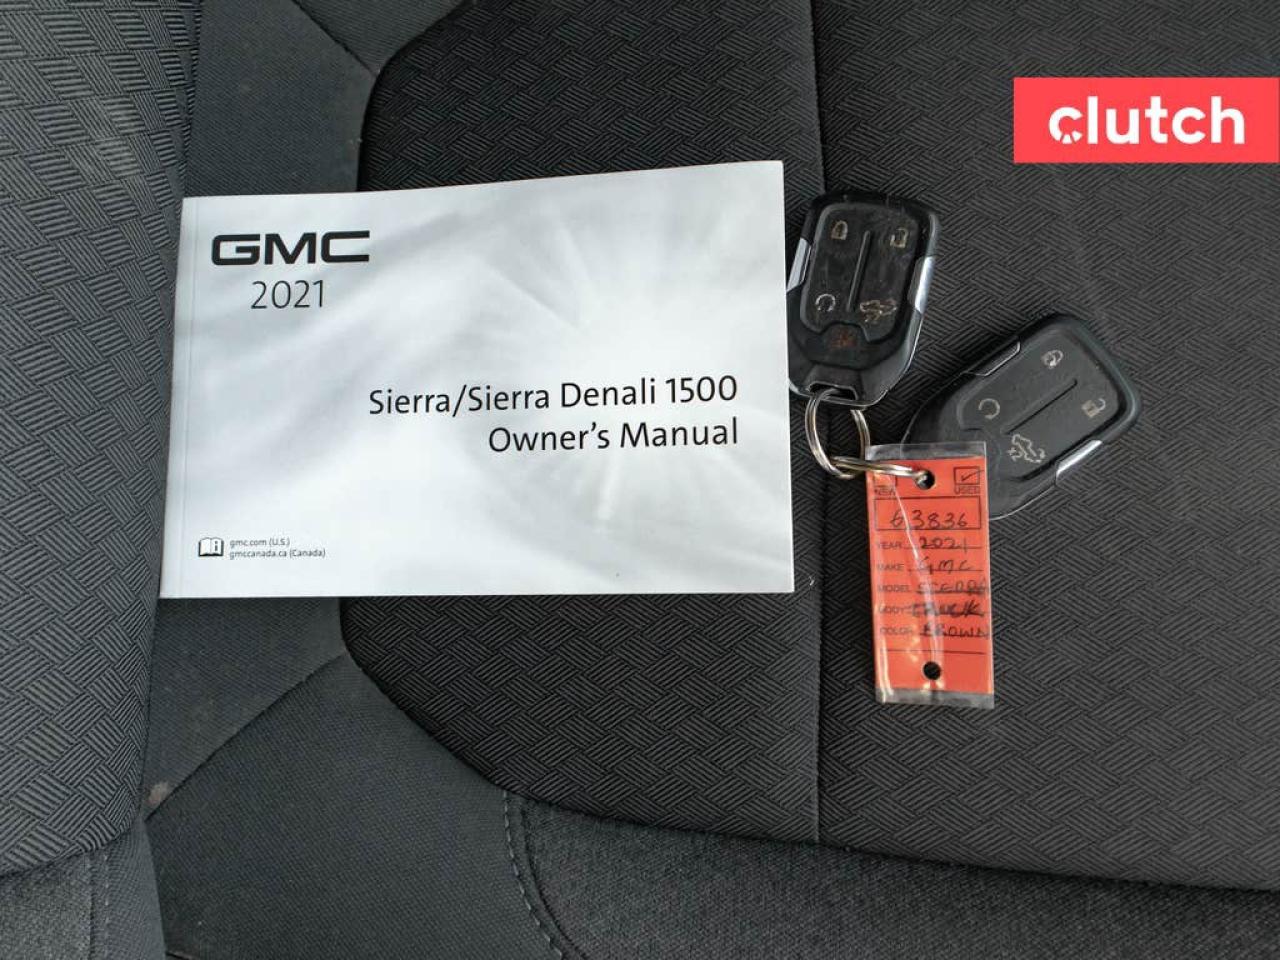 clutch
GMC
2021
Sierra/Sierra Denali 1500
Owner's Manual
gmc.com (U.S.)
gmccanada.ca (Canada)
NEW
USED
63836
YEAR 2021
MAKE GMC
MODEL
BODY TRUCK
COLOR BROWN